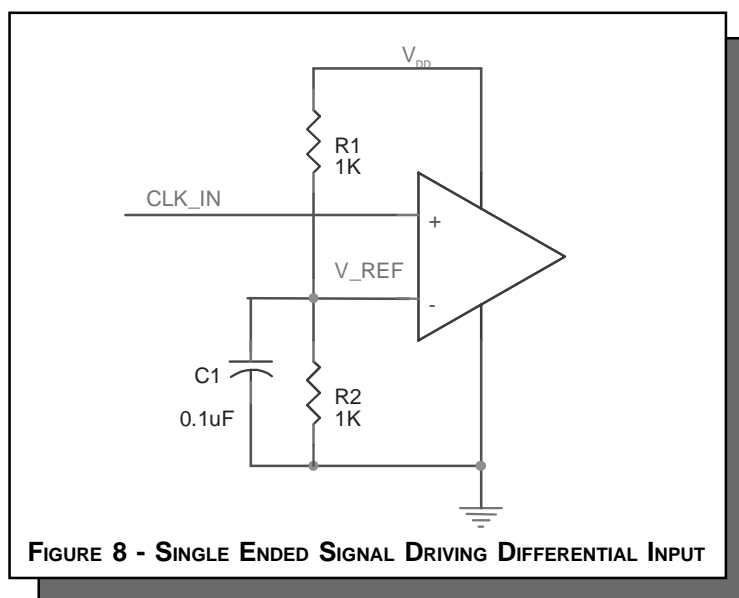 V_DD
R1
1K
CLK_IN
+
V_REF
-
C1
0.1uF
R2
1K
FIGURE 8 - SINGLE ENDED SIGNAL DRIVING DIFFERENTIAL INPUT